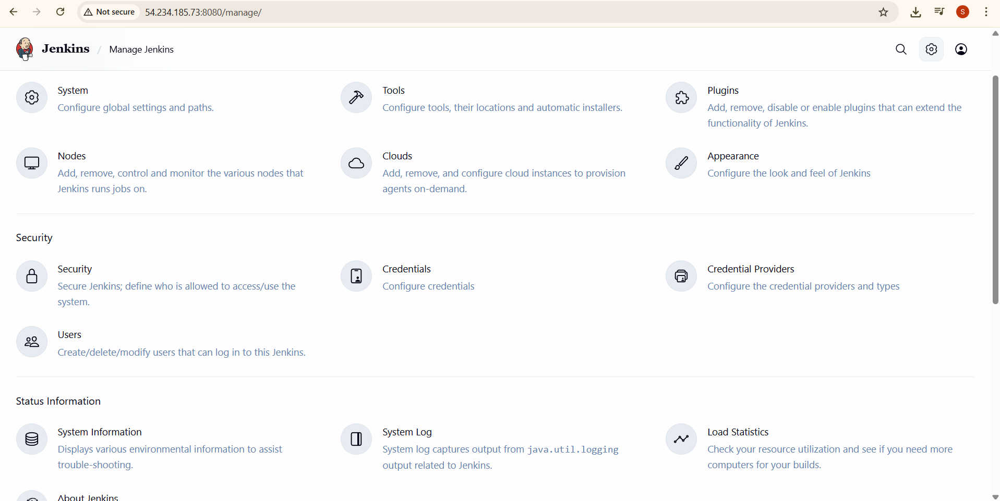 Not secure 54.234.185.73:8080/manage/ S
Jenkins / Manage Jenkins
System
Configure global settings and paths.
Tools
Configure tools, their locations and automatic installers.
Plugins
Add, remove, disable or enable plugins that can extend the
functionality of Jenkins.
Nodes
Add, remove, control and monitor the various nodes that
Jenkins runs jobs on.
Clouds
Add, remove, and configure cloud instances to provision
agents on-demand.
Appearance
Configure the look and feel of Jenkins
Security
Security
Secure Jenkins; define who is allowed to access/use the
system.
Credentials
Configure credentials
Credential Providers
Configure the credential providers and types
Users
Create/delete/modify users that can log in to this Jenkins.
Status Information
System Information
Displays various environmental information to assist
trouble-shooting.
System Log
System log captures output from java.util.logging
output related to Jenkins.
Load Statistics
Check your resource utilization and see if you need more
computers for your builds.
About Jenkins